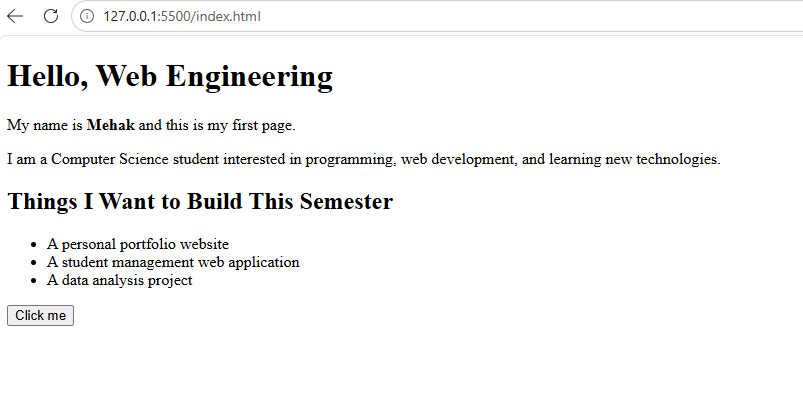 127.0.0.1:5500/index.html
Hello, Web Engineering
My name is Mehak and this is my first page.
I am a Computer Science student interested in programming, web development, and learning new technologies.
Things I Want to Build This Semester
A personal portfolio website
A student management web application
A data analysis project
Click me